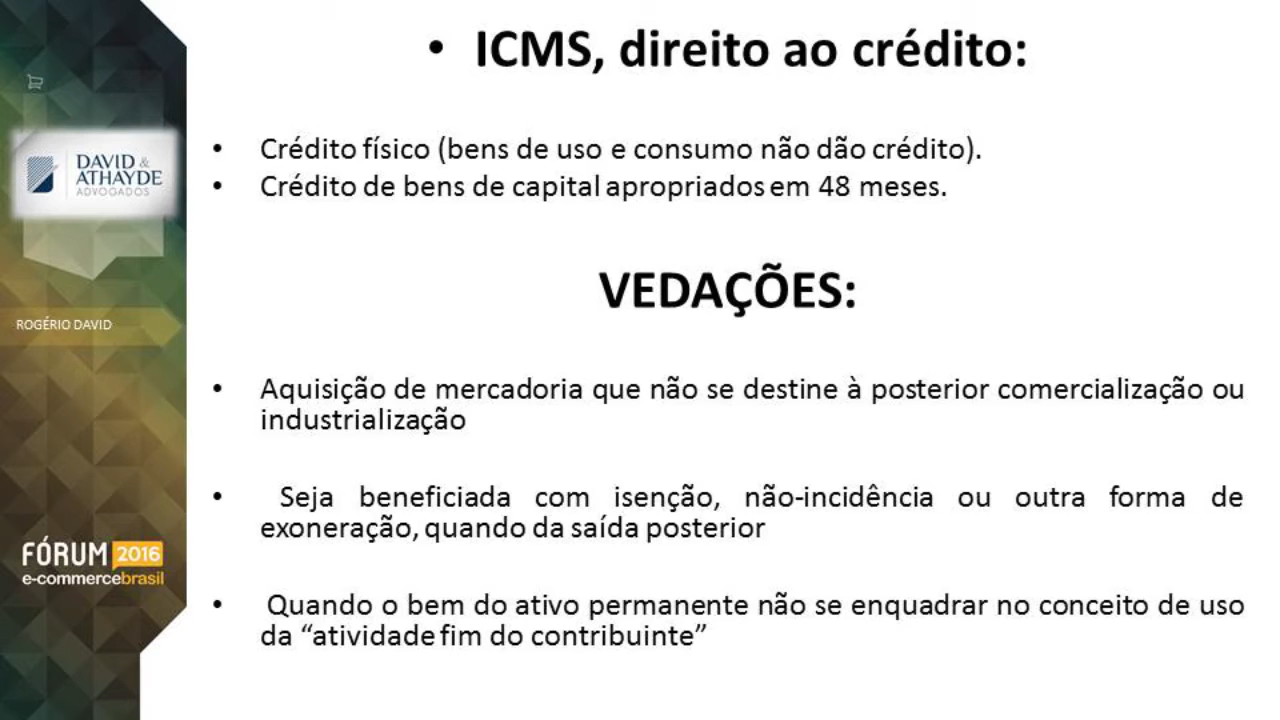 • ICMS, direito ao crédito:
• Crédito físico (bens de uso e consumo não dão crédito).
• Crédito de bens de capital apropriados em 48 meses.
VEDAÇÕES:
• Aquisição de mercadoria que não se destine à posterior comercialização ou
industrialização
• Seja beneficiada com isenção, não-incidência ou outra forma de
exoneração, quando da saída posterior
• Quando o bem do ativo permanente não se enquadrar no conceito de uso
da “atividade fim do contribuinte”
DAVID &
ATHAYDE
ADVOGADOS
ROGÉRIO DAVID
FÓRUM 2016
e-commercebrasil